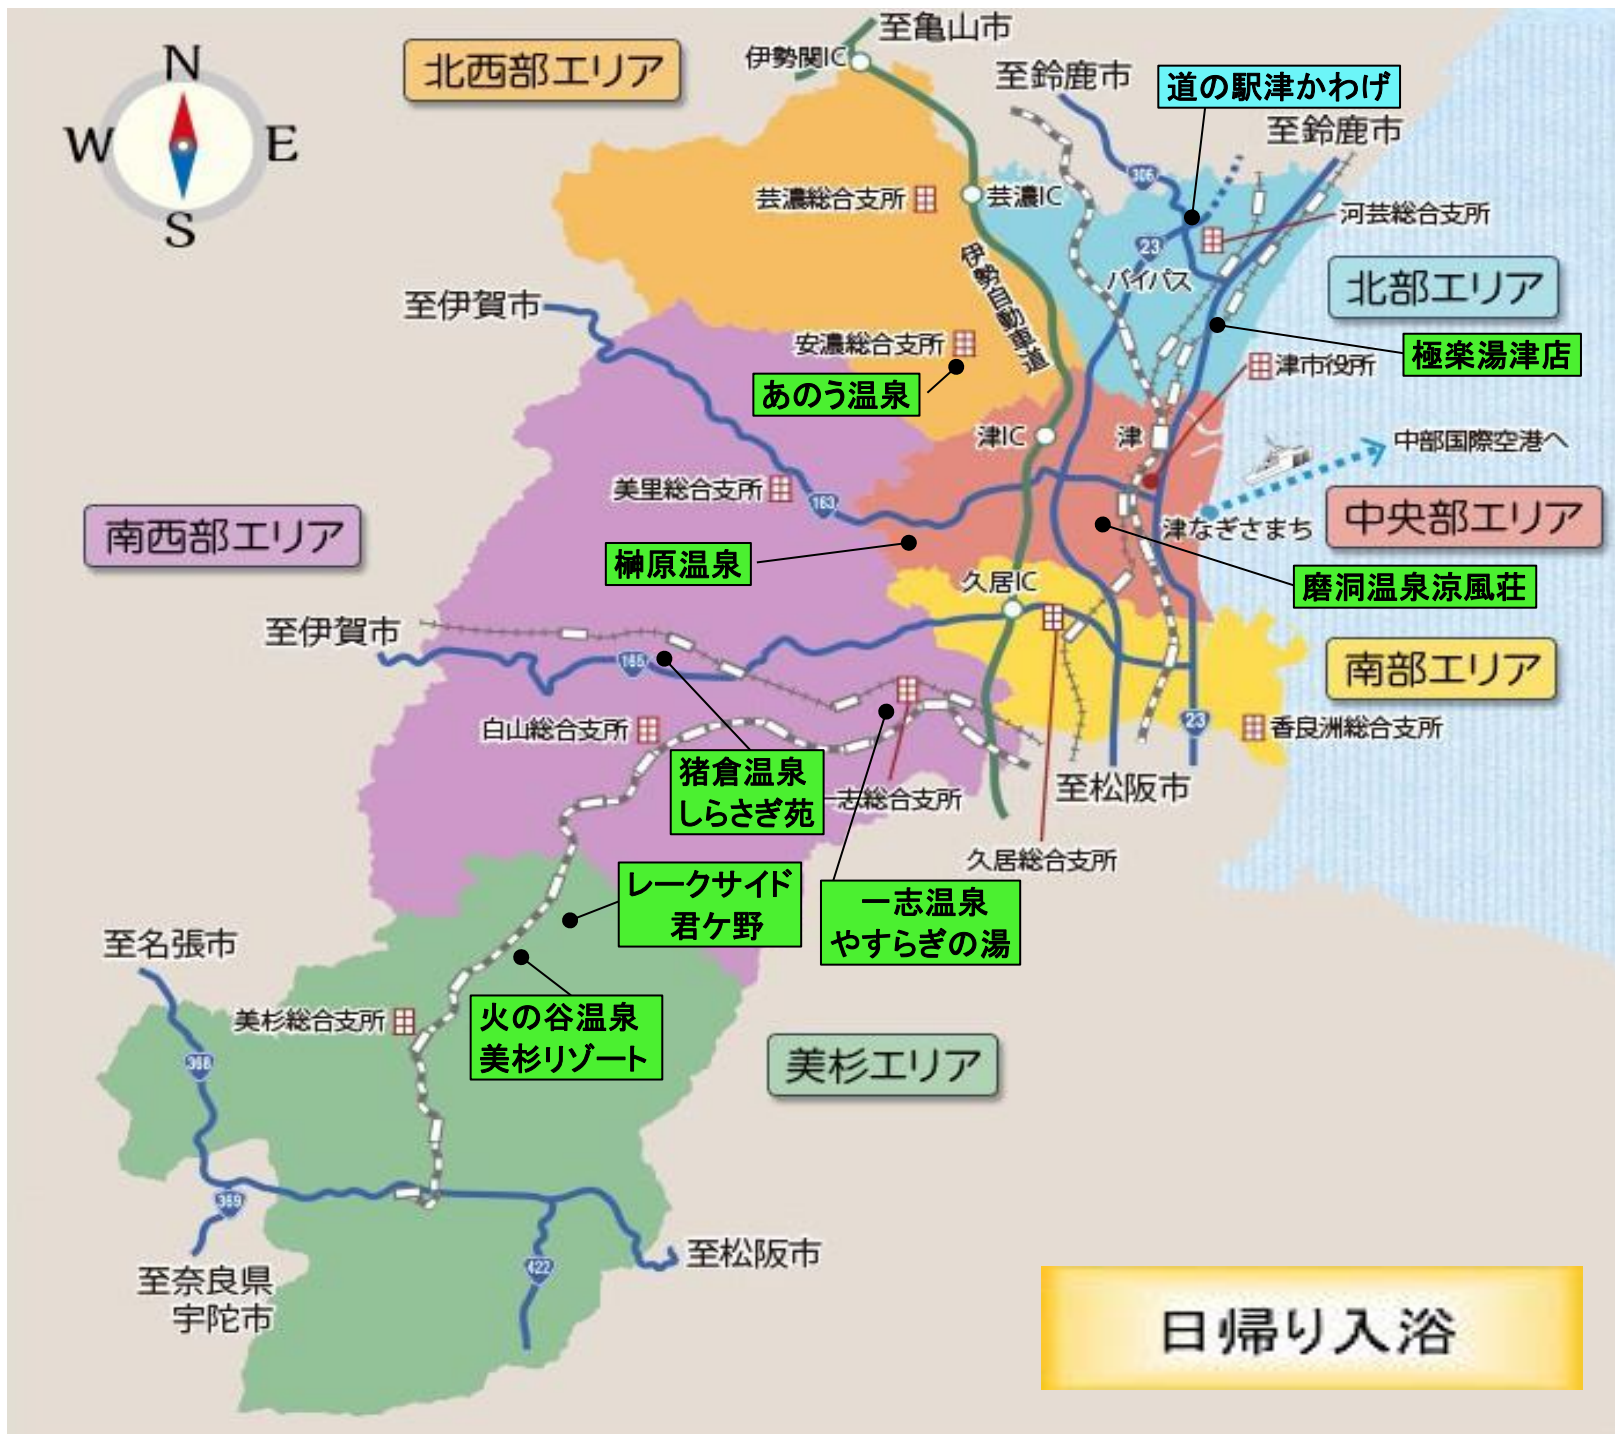 至亀山市
伊勢関IC
北西部エリア
至鈴鹿市
道の駅津かわげ
至鈴鹿市
N
W
E
S
306
芸濃総合支所
芸濃IC
河芸総合支所
23
バイパス
伊勢自動車道
北部エリア
至伊賀市
安濃総合支所
極楽湯津店
津市役所
あのう温泉
津IC
津
中部国際空港へ
美里総合支所
163
南西部エリア
津なぎさまち
中央部エリア
榊原温泉
久居IC
磨洞温泉涼風荘
至伊賀市
165
南部エリア
白山総合支所
23
香良洲総合支所
猪倉温泉
しらさぎ苑
一志総合支所
至松阪市
久居総合支所
レークサイド
君ケ野
一志温泉
やすらぎの湯
至名張市
美杉総合支所
火の谷温泉
美杉リゾート
368
美杉エリア
369
至松阪市
422
至奈良県
宇陀市
日帰り入浴